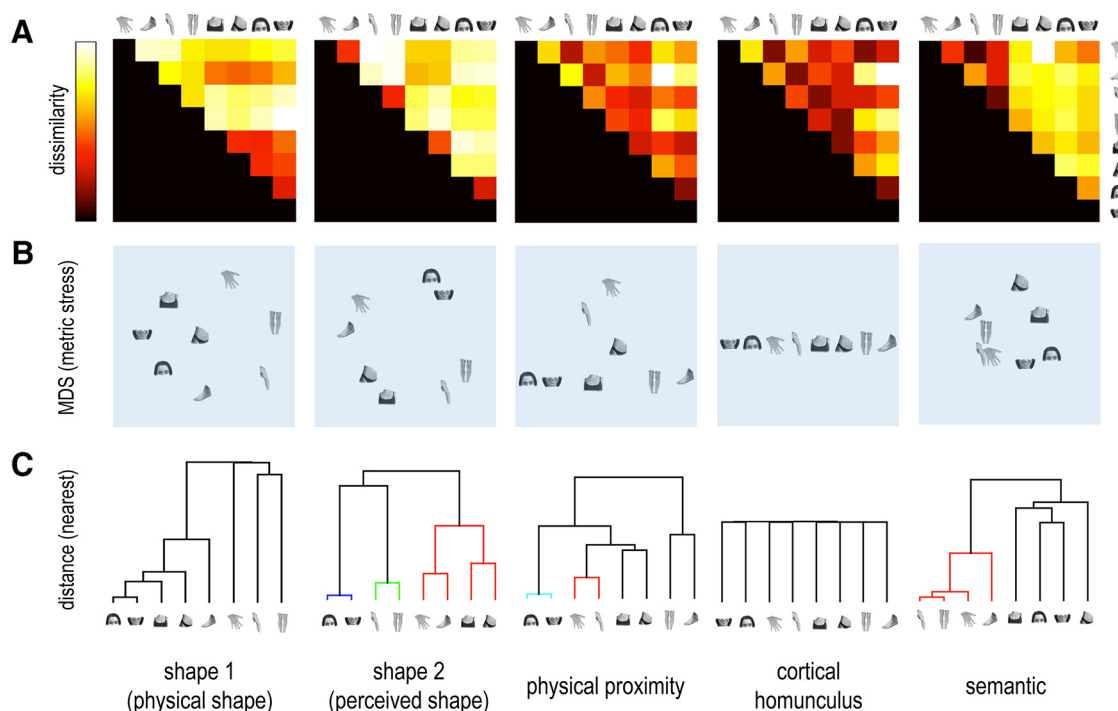 A
dissimilarity
B
MDS (metric stress)
C
distance (nearest)
shape 1
(physical shape)
shape 2
(perceived shape)
physical proximity
cortical
homunculus
semantic